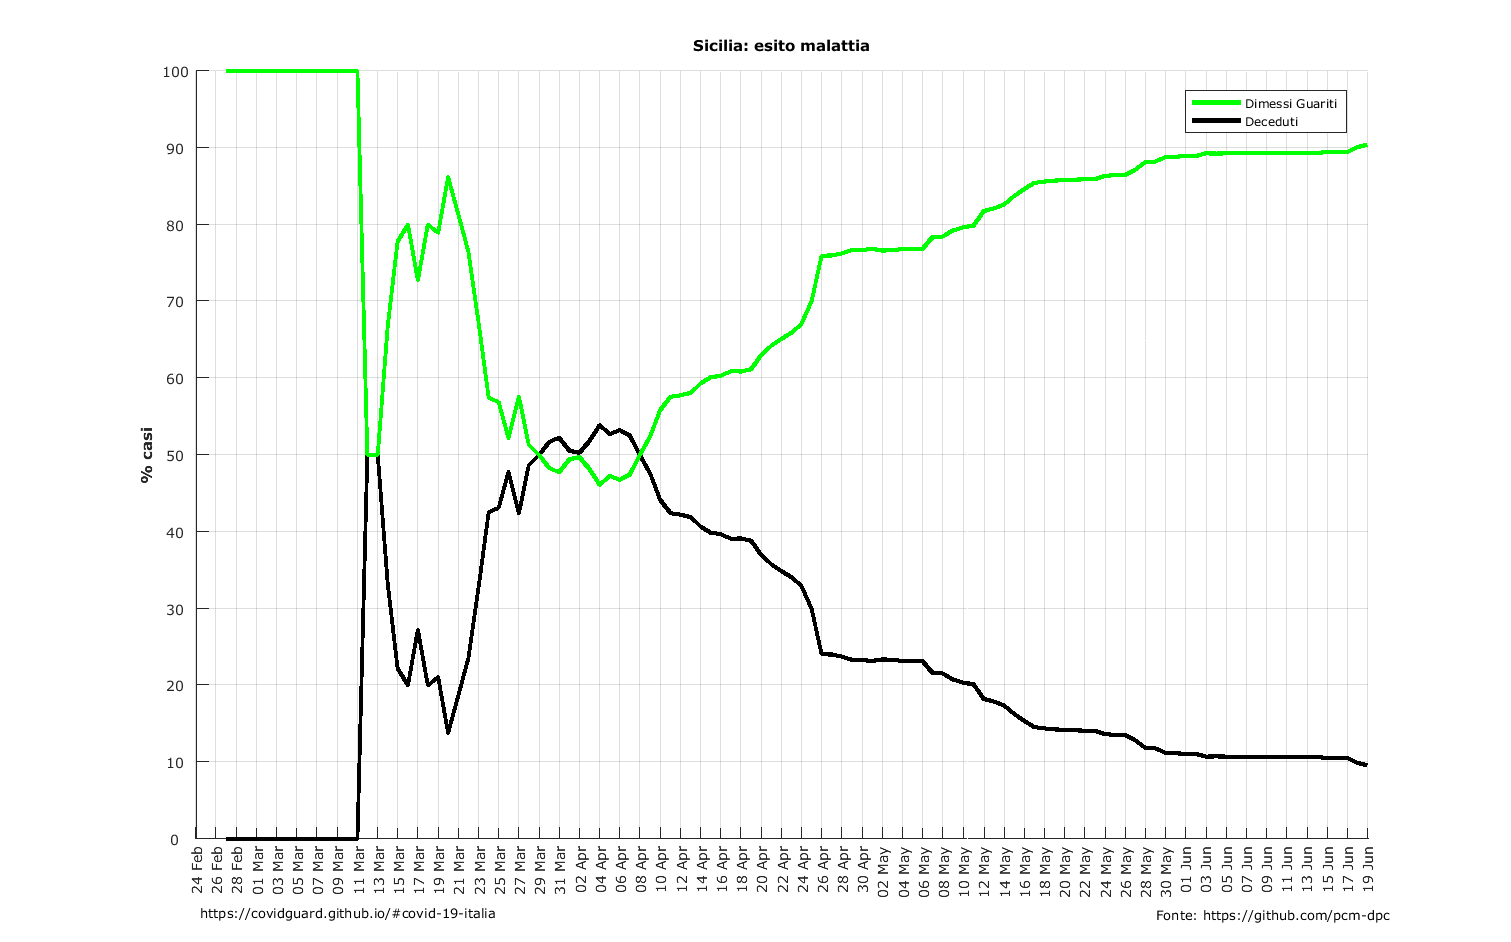 Sicilia: esito malattia
100
90
80
70
60
50
40
30
20
10
0
% casi
Dimessi Guariti
Deceduti
24 Feb
26 Feb
28 Feb
01 Mar
03 Mar
05 Mar
07 Mar
09 Mar
11 Mar
13 Mar
15 Mar
17 Mar
19 Mar
21 Mar
23 Mar
25 Mar
27 Mar
29 Mar
31 Mar
02 Apr
04 Apr
06 Apr
08 Apr
10 Apr
12 Apr
14 Apr
16 Apr
18 Apr
20 Apr
22 Apr
24 Apr
26 Apr
28 Apr
30 Apr
02 May
04 May
06 May
08 May
10 May
12 May
14 May
16 May
18 May
20 May
22 May
24 May
26 May
28 May
30 May
01 Jun
03 Jun
05 Jun
07 Jun
09 Jun
11 Jun
13 Jun
15 Jun
17 Jun
19 Jun
https://covidguard.github.io/#covid-19-italia
Fonte: https://github.com/pcm-dpc